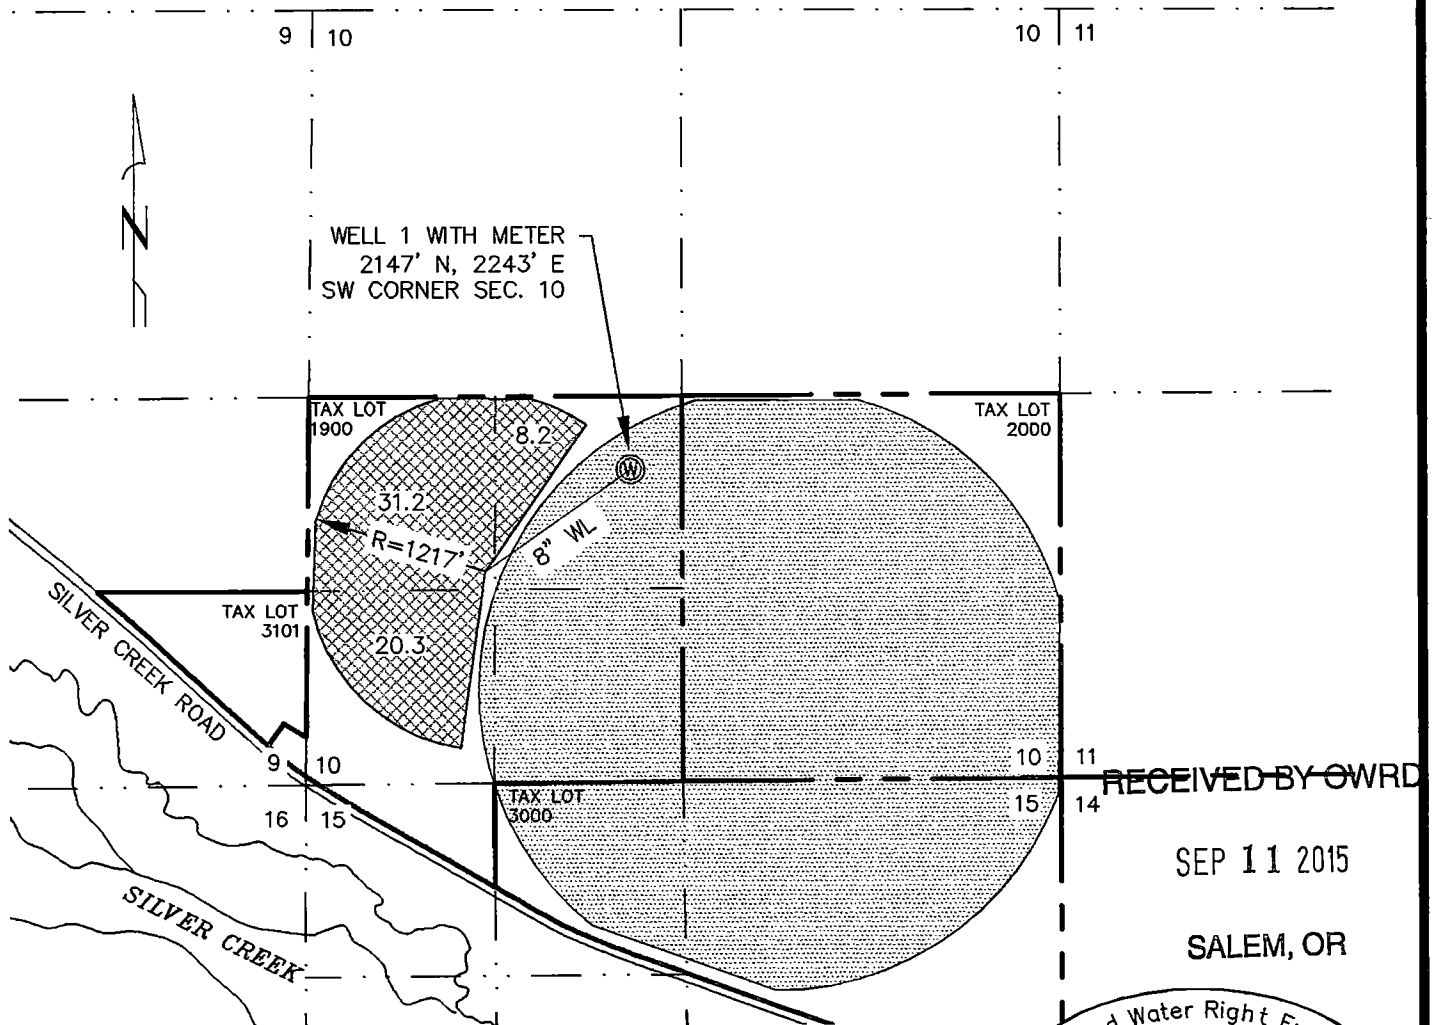 9 10
10 11
N
WELL 1 WITH METER
2147' N, 2243' E
SW CORNER SEC. 10
TAX LOT
1900
8.2
TAX LOT
2000
W
31.2
R=1217'
8" WL
TAX LOT
3101
20.3
SILVER CREEK ROAD
9 10
16 15
10 11
15 14
TAX LOT
3000
RECEIVED BY OWRD
SEP 11 2015
SALEM, OR
SILVER CREEK
Water Right